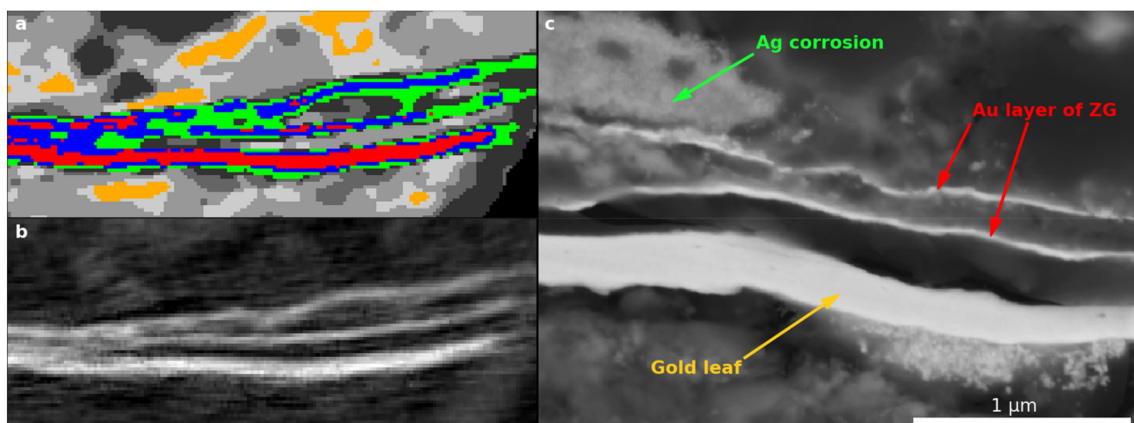 a
Ag corrosion
c
Au layer of ZG
b
Gold leaf
1 µm